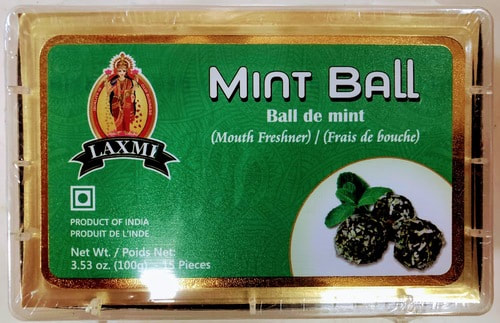 MINT BALL
Ball de mint
(Mouth Freshner) / (Frais de bouche)
LAXMI
PRODUCT OF INDIA
PRODUIT DE L'INDE
Net Wt. / Poids Net:
3.53 oz. (100g) - 15 Pieces